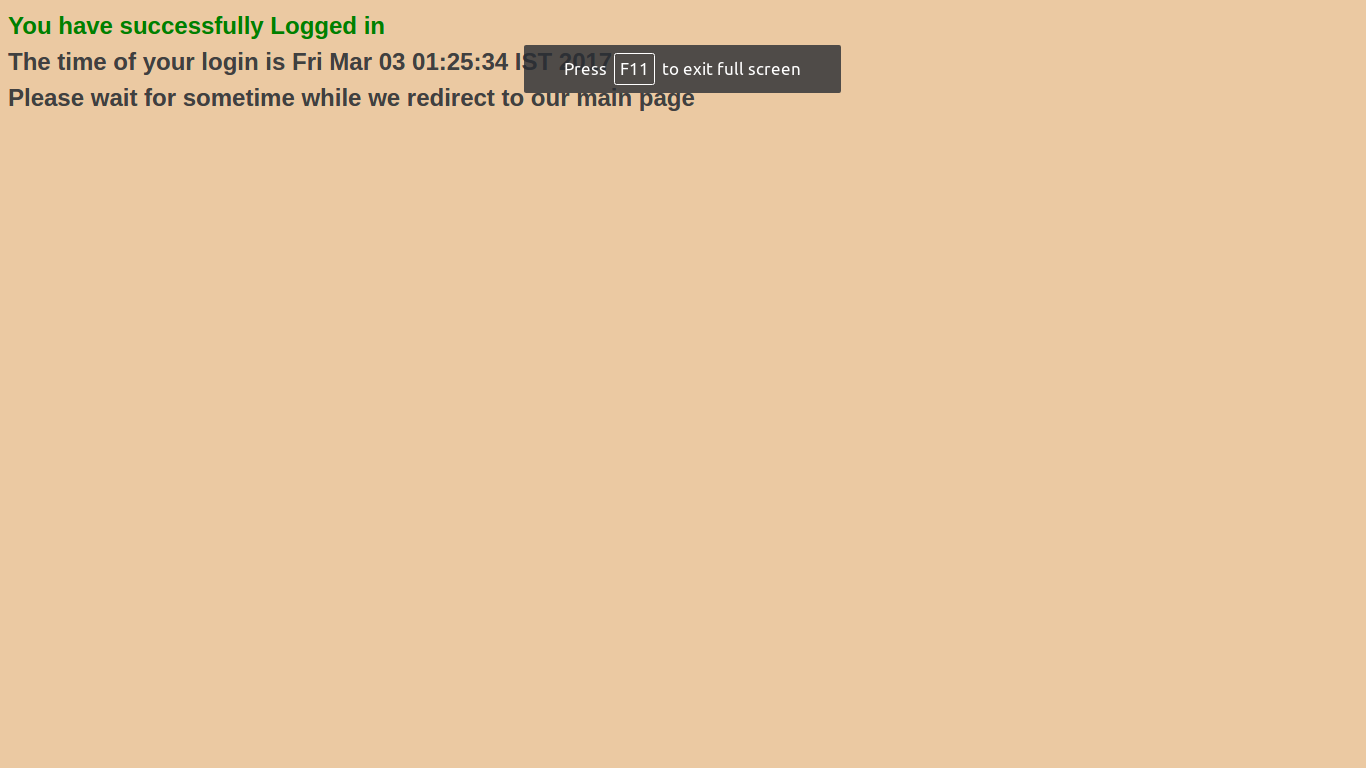 You have successfully Logged in
The time of your login is Fri Mar 03 01:25:34 IST 2017
Press F11 to exit full screen
Please wait for sometime while we redirect to our main page